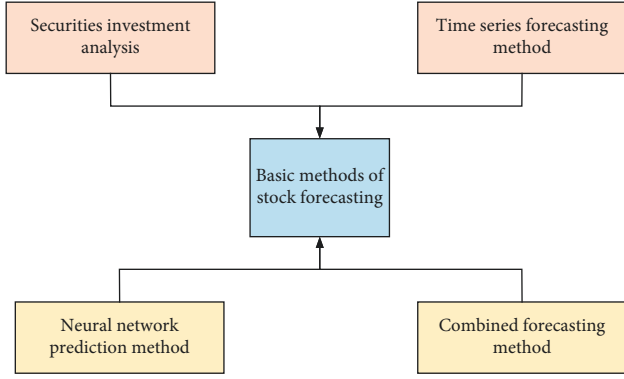 Securities investment
analysis
Time series forecasting
method
Basic methods of
stock forecasting
Neural network
prediction method
Combined forecasting
method